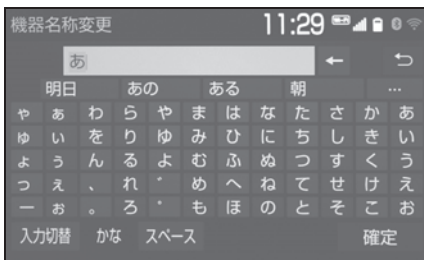 機器名称変更 11:29
あ ←
明日 あの ある 朝 …
ゃ ぁ わ ら や ま は な た さ か あ
ゅ ぃ を り ゆ み ひ に ち し き い
ょ ぅ ん る よ む ふ ぬ つ す く う
っ ぇ 、 れ ゛ め へ ね て せ け え
ー ぉ 。 ろ ゜ も ほ の と そ こ お
入力切替 かな スペース 確定